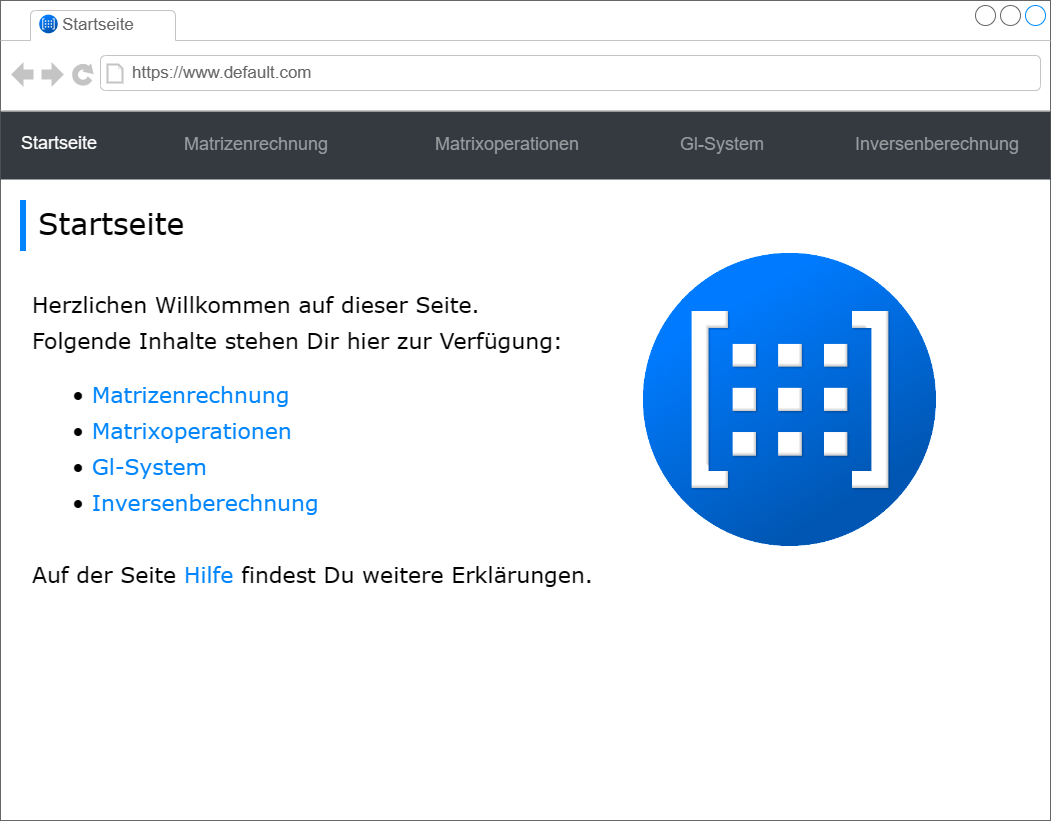 Startseite
https://www.default.com
Startseite Matrizenrechnung Matrixoperationen Gl-System Inversenberechnung
Startseite
Herzlichen Willkommen auf dieser Seite.
Folgende Inhalte stehen Dir hier zur Verfügung:
• Matrizenrechnung
• Matrixoperationen
• Gl-System
• Inversenberechnung
Auf der Seite Hilfe findest Du weitere Erklärungen.